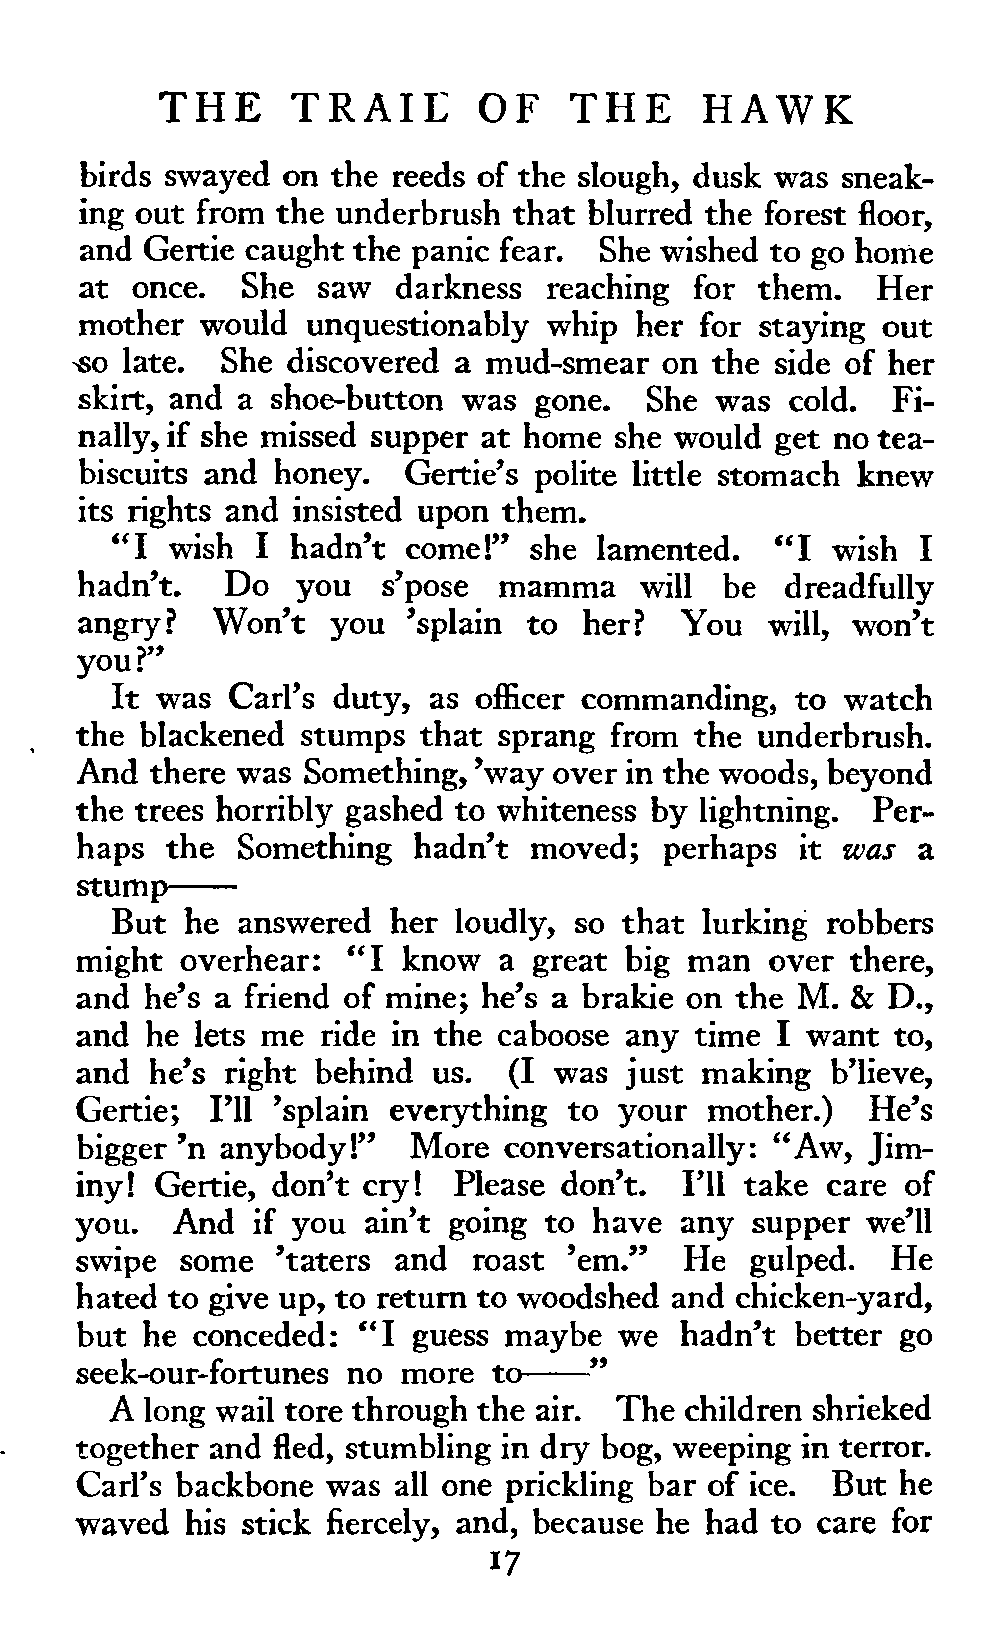 THE TRAIL OF THE HAWK
birds swayed on the reeds of the slough, dusk was sneak-
ing out from the underbrush that blurred the forest floor,
and Gertie caught the panic fear. She wished to go home
at once. She saw darkness reaching for them. Her
mother would unquestionably whip her for staying out
so late. She discovered a mud-smear on the side of her
skirt, and a shoe-button was gone. She was cold. Fi-
nally, if she missed supper at home she would get no tea-
biscuits and honey. Gertie's polite little stomach knew
its rights and insisted upon them.
"I wish I hadn't come!" she lamented. "I wish I
hadn't. Do you s'pose mamma will be dreadfully
angry? Won't you 'splain to her? You will, won't
you?"
It was Carl's duty, as officer commanding, to watch
the blackened stumps that sprang from the underbrush.
And there was Something, 'way over in the woods, beyond
the trees horribly gashed to whiteness by lightning. Per-
haps the Something hadn't moved; perhaps it was a
stump——
But he answered her loudly, so that lurking robbers
might overhear: "I know a great big man over there,
and he's a friend of mine; he's a brakie on the M. & D.,
and he lets me ride in the caboose any time I want to,
and he's right behind us. (I was just making b'lieve,
Gertie; I'll 'splain everything to your mother.) He's
bigger 'n anybody!" More conversationally: "Aw, Jim-
iny! Gertie, don't cry! Please don't. I'll take care of
you. And if you ain't going to have any supper we'll
swipe some 'taters and roast 'em." He gulped. He
hated to give up, to return to woodshed and chicken-yard,
but he conceded: "I guess maybe we hadn't better go
seek-our-fortunes no more to——"
A long wail tore through the air. The children shrieked
together and fled, stumbling in dry bog, weeping in terror.
Carl's backbone was all one prickling bar of ice. But he
waved his stick fiercely, and, because he had to care for
17